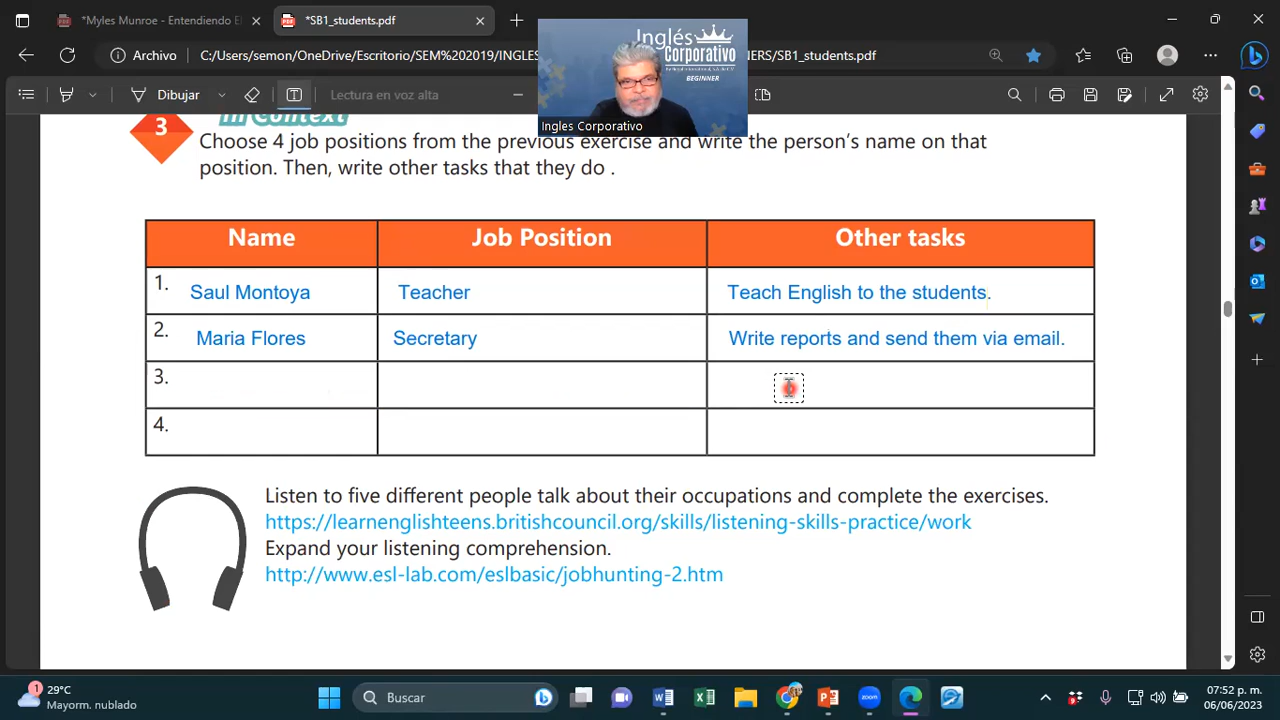 *Myles Munroe - Entendiendo El
*SB1_students.pdf
Archivo
C:/Users/semon/OneDrive/Escritorio/SEM%202019/INGLES
NERS/SB1_students.pdf
Dibujar
Lectura en voz alta
Inglés
Corporativo
BEGINNER
Ingles Corporativo
3
in Context
Choose 4 job positions from the previous exercise and write the person's name on that
position. Then, write other tasks that they do .
Name
Job Position
Other tasks
1.
Saul Montoya
Teacher
Teach English to the students.
2.
Maria Flores
Secretary
Write reports and send them via email.
3.
4.
Listen to five different people talk about their occupations and complete the exercises.
https://learnenglishteens.britishcouncil.org/skills/listening-skills-practice/work
Expand your listening comprehension.
http://www.esl-lab.com/eslbasic/jobhunting-2.htm
1
29°C
Mayorm. nublado
Buscar
07:52 p. m.
06/06/2023